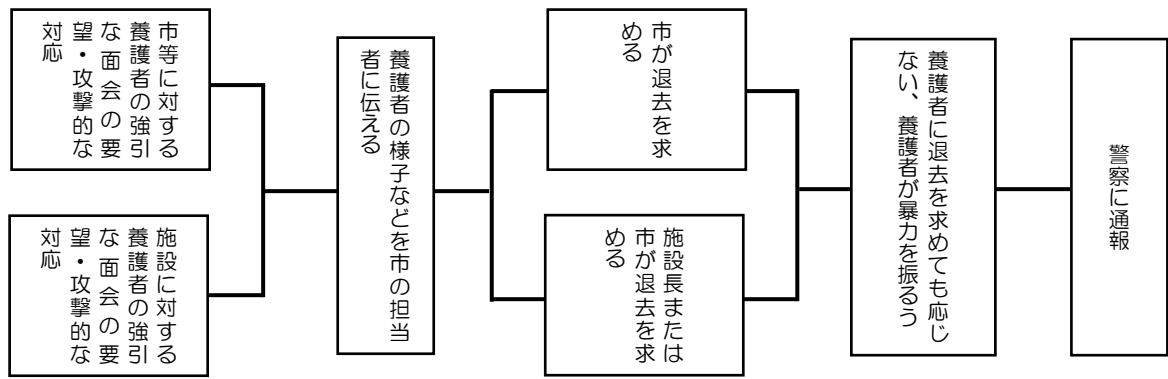 市等に対する
養護者の強引
な面会の要
望・攻撃的な
対応
施設に対する
養護者の強引
な面会の要
望・攻撃的な
対応
養護者の様子などを市の担当
者に伝える
市が退去を求
める
施設長または
市が退去を求
める
養護者に退去を求めても応じ
ない、養護者が暴力を振るう
警察に通報